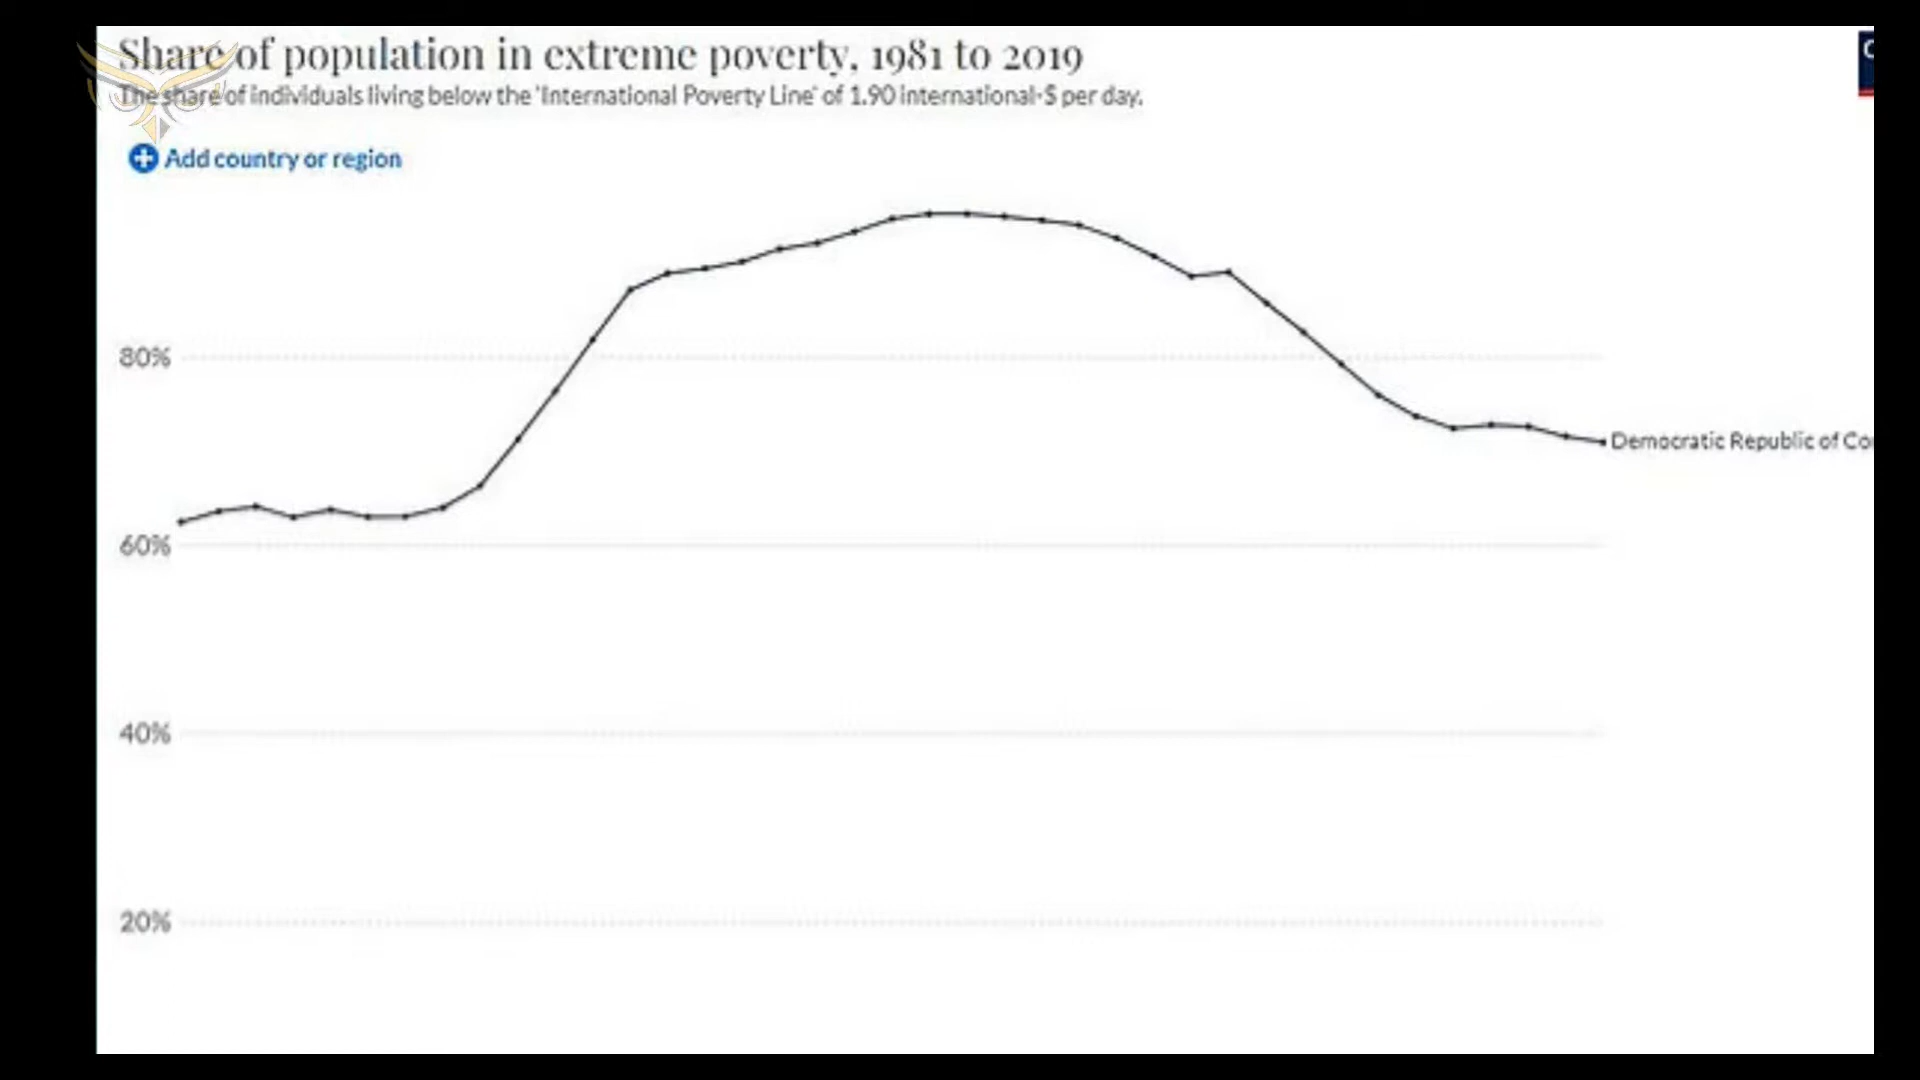 Share of population in extreme poverty, 1981 to 2019
The share of individuals living below the 'International Poverty Line' of 1.90 international-$ per day.
Add country or region
80%
Democratic Republic of
60%
40%
20%